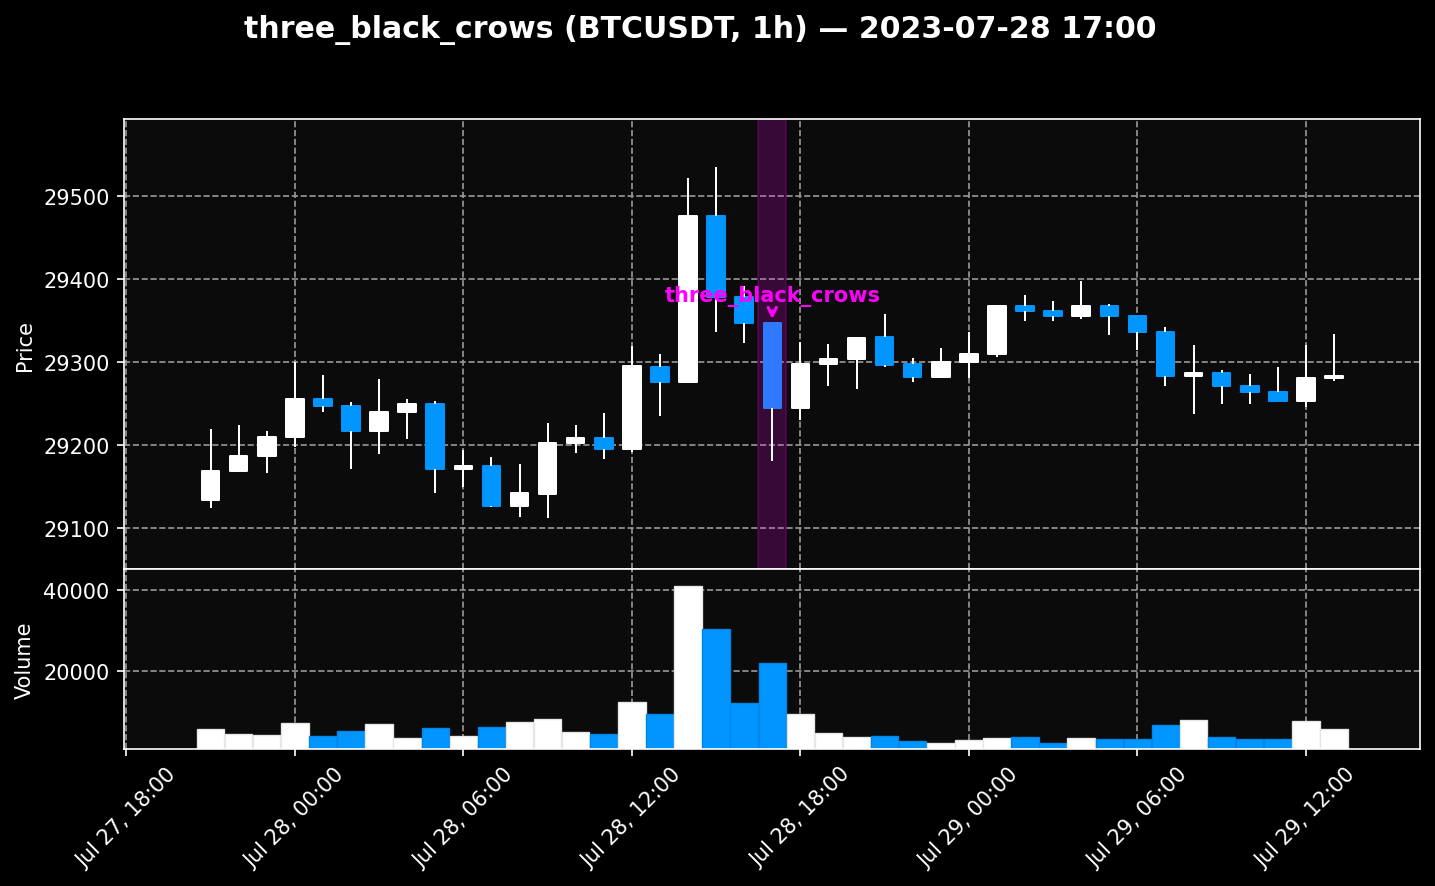 three_black_crows (BTCUSDT, 1h) — 2023-07-28 17:00
Price
29500
29400
29300
29200
29100
three_black_crows
Volume
40000
20000
Jul 27, 18:00
Jul 28, 00:00
Jul 28, 06:00
Jul 28, 12:00
Jul 28, 18:00
Jul 29, 00:00
Jul 29, 06:00
Jul 29, 12:00